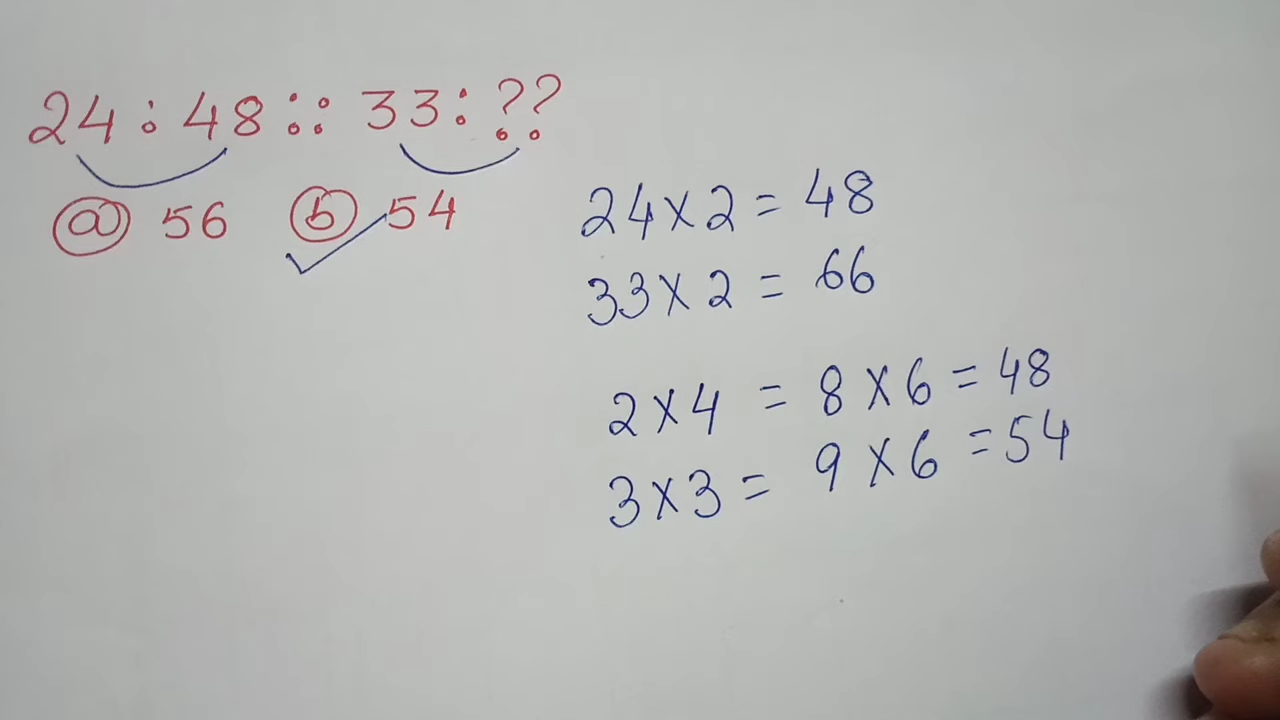 24 : 48 :: 33 : ??
ⓐ 56 ⓑ 54
24 x 2 = 48
33 x 2 = 66
2 x 4 = 8 x 6 = 48
3 x 3 = 9 x 6 = 54